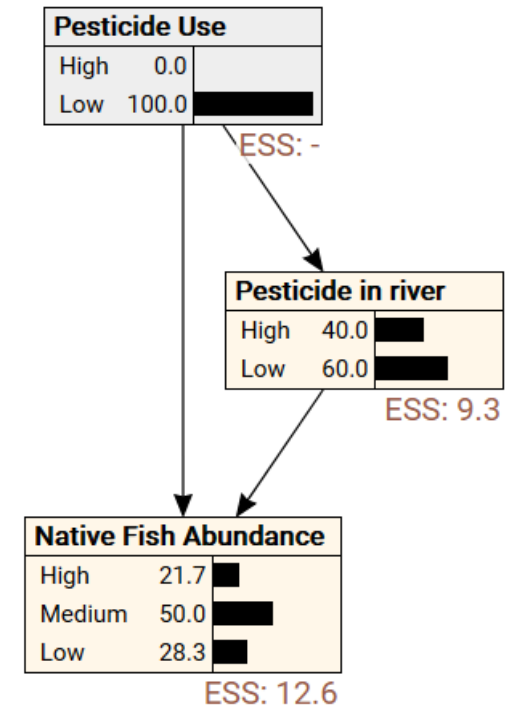 Pesticide Use
High 0.0
Low 100.0
ESS: -
Pesticide in river
High 40.0
Low 60.0
ESS: 9.3
Native Fish Abundance
High 21.7
Medium 50.0
Low 28.3
ESS: 12.6